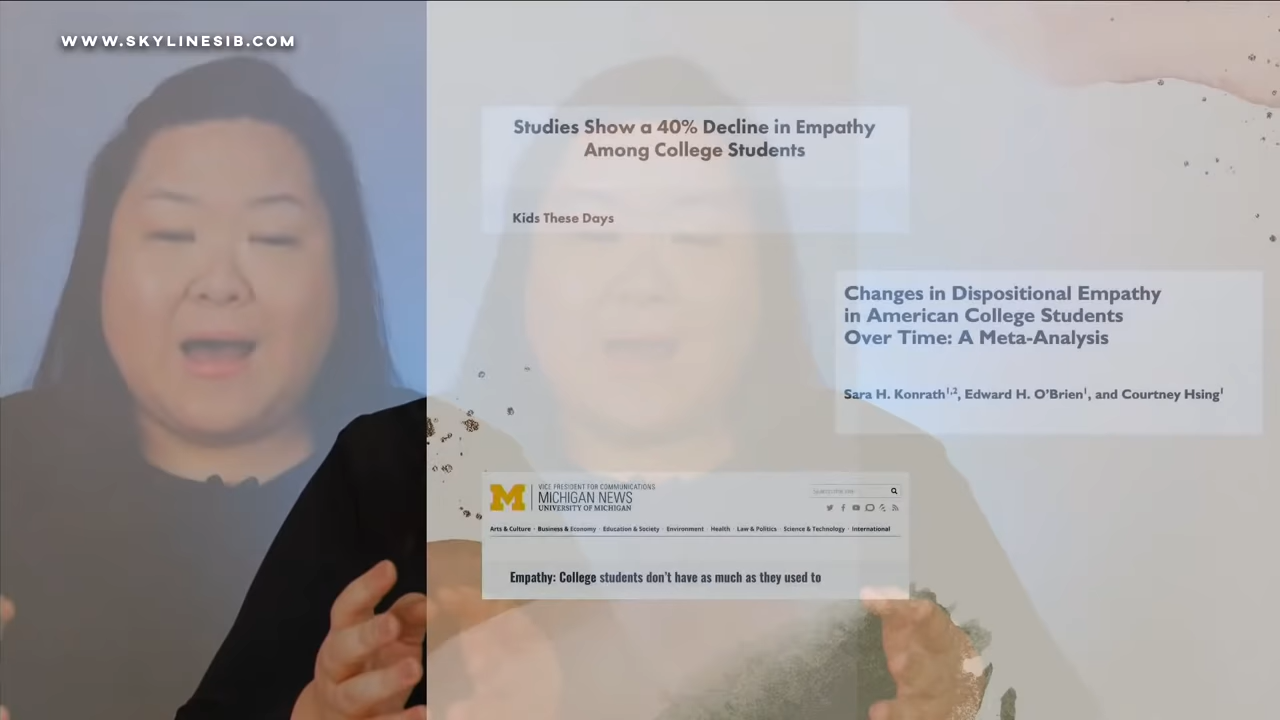 WWW.SKYLINESIB.COM
Studies Show a 40% Decline in Empathy
Among College Students
Kids These Days
Changes in Dispositional Empathy
in American College Students
Over Time: A Meta-Analysis
Sara H. Konrath1,2, Edward H. O'Brien1, and Courtney Hsing1
M
VICE PRESIDENT FOR COMMUNICATIONS
MICHIGAN NEWS
UNIVERSITY OF MICHIGAN
Arts & Culture · Business & Economy · Education & Society · Environment · Health · Law & Politics · Science & Technology · International
Empathy: College students don't have as much as they used to